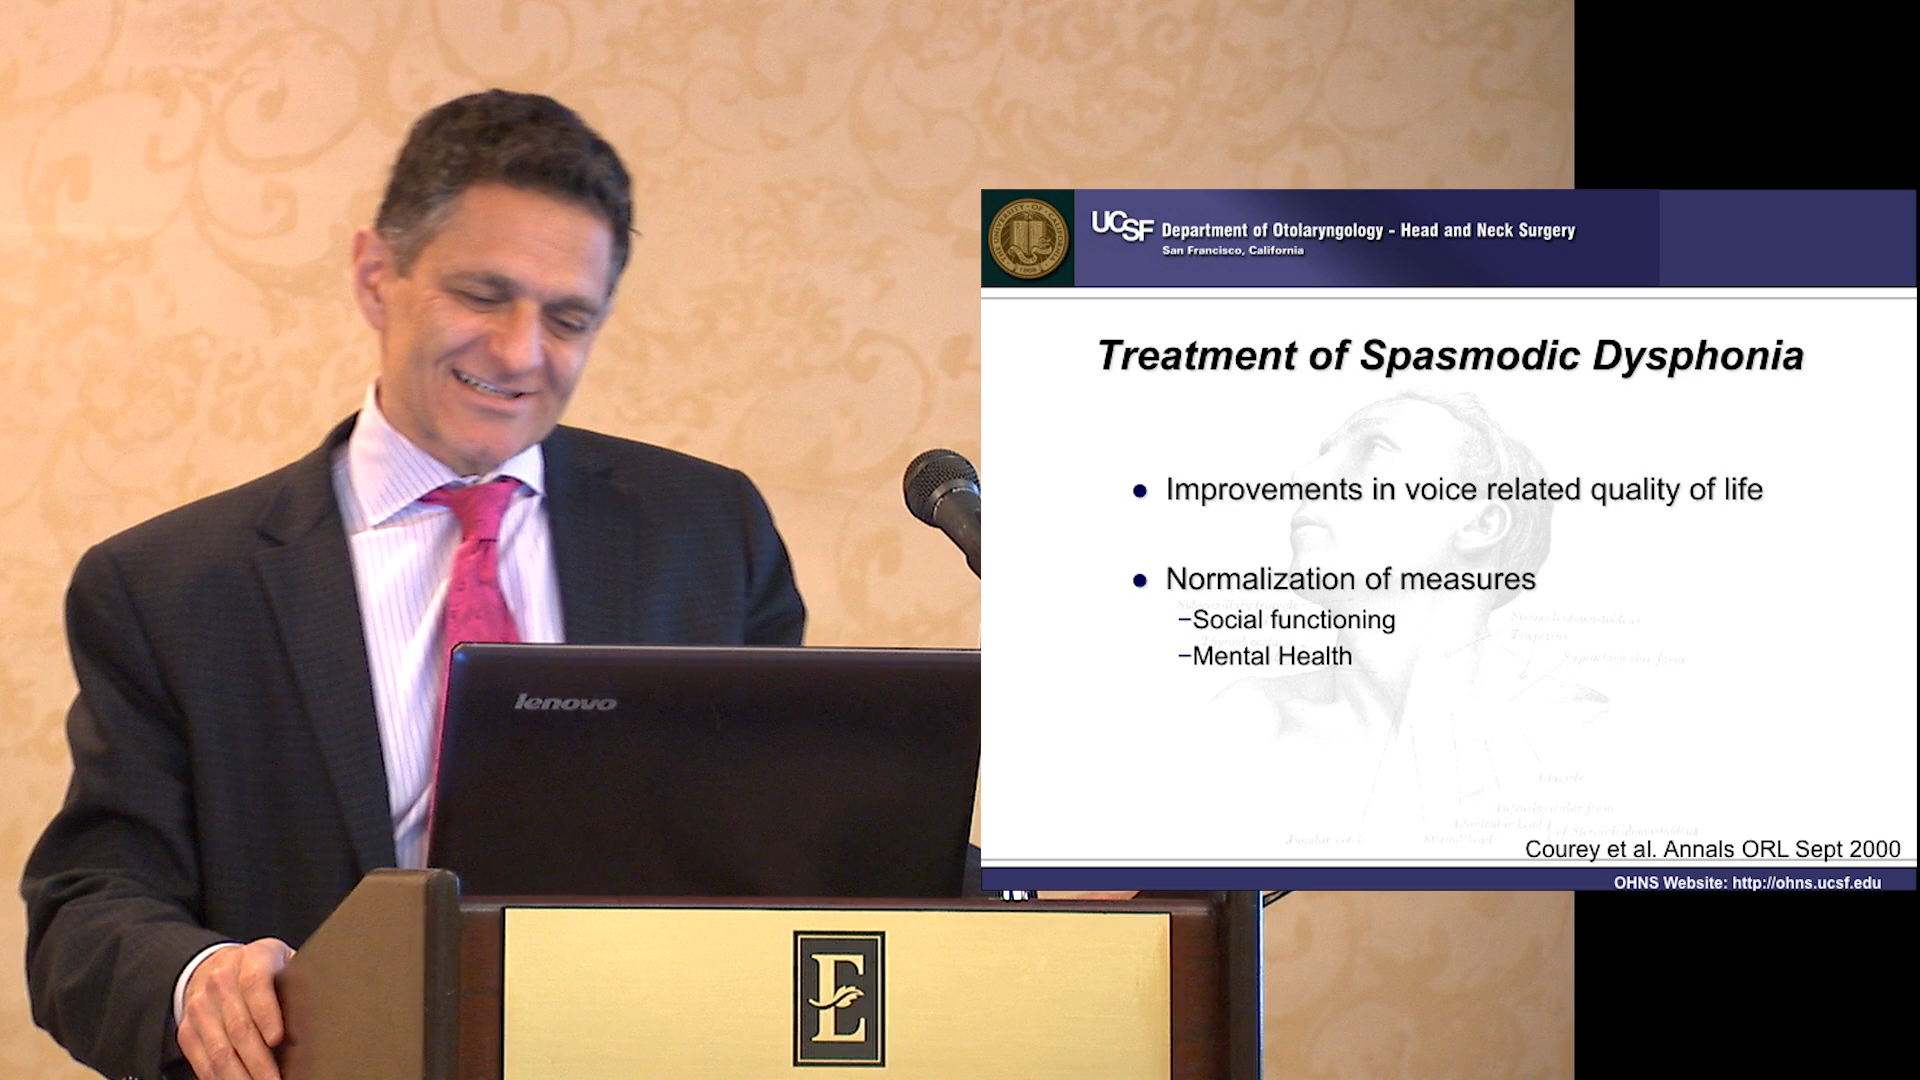 lenovo
E
UCSF Department of Otolaryngology - Head and Neck Surgery
San Francisco, California
Treatment of Spasmodic Dysphonia
● Improvements in voice related quality of life
● Normalization of measures
–Social functioning
–Mental Health
Courey et al. Annals ORL Sept 2000
OHNS Website: http://ohns.ucsf.edu